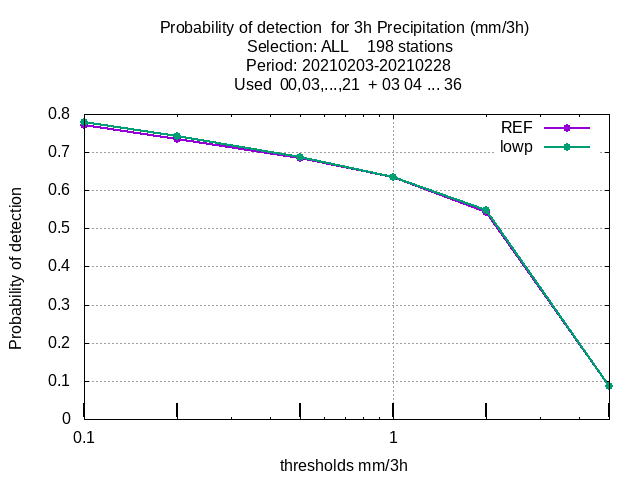 Probability of detection  for 3h Precipitation (mm/3h)
Selection: ALL    198 stations
Period: 20210203-20210228
Used  00,03,...,21  + 03 04 ... 36
REF
lowp
Probability of detection
0.8
0.7
0.6
0.5
0.4
0.3
0.2
0.1
0
0.1
1
thresholds mm/3h